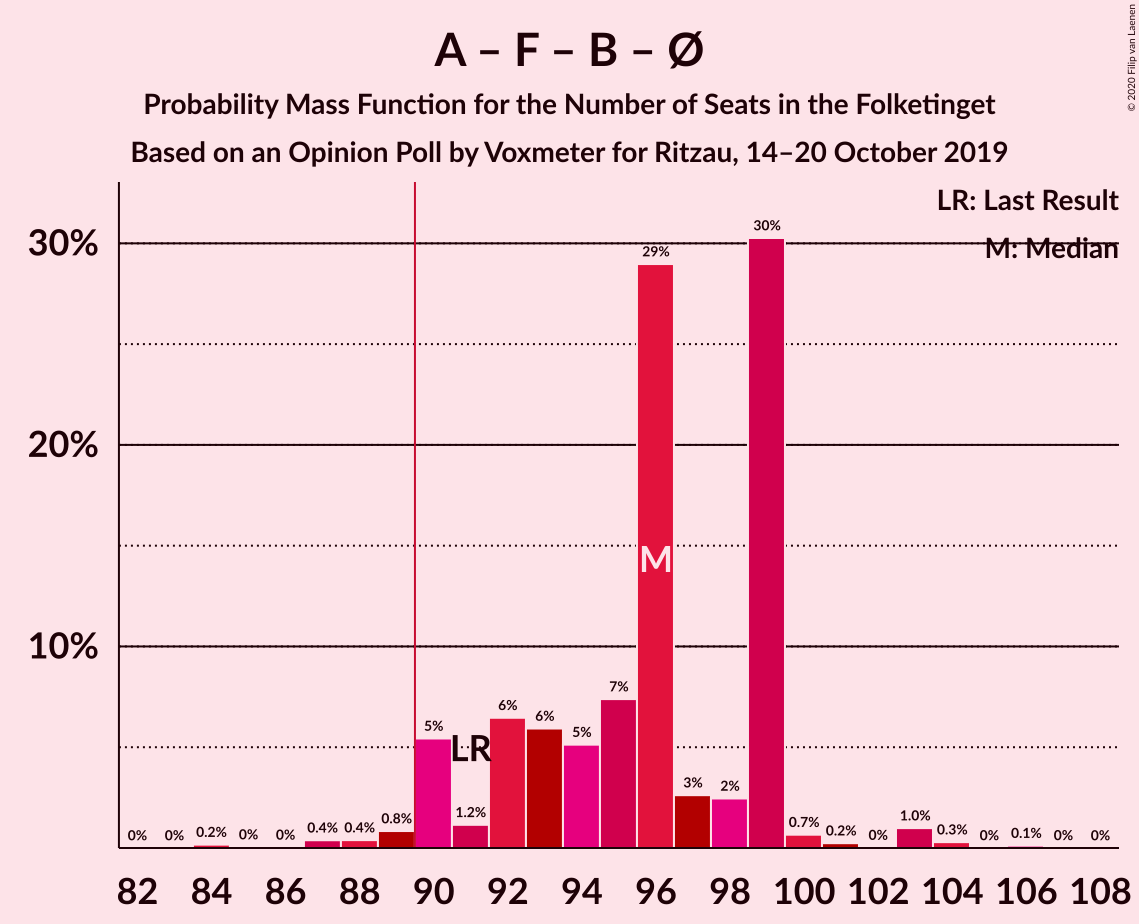 A – F – B – Ø
Probability Mass Function for the Number of Seats in the Folketinget
Based on an Opinion Poll by Voxmeter for Ritzau, 14–20 October 2019
© 2020 Filip van Laenen
LR: Last Result
M: Median
30%
20%
10%
0% 0% 0.2% 0% 0% 0.4% 0.4% 0.8% 5% 1.2% 6% 6% 5% 7% 29% 3% 2% 30% 0.7% 0.2% 0% 1.0% 0.3% 0% 0.1% 0% 0%
LR
M
82 84 86 88 90 92 94 96 98 100 102 104 106 108